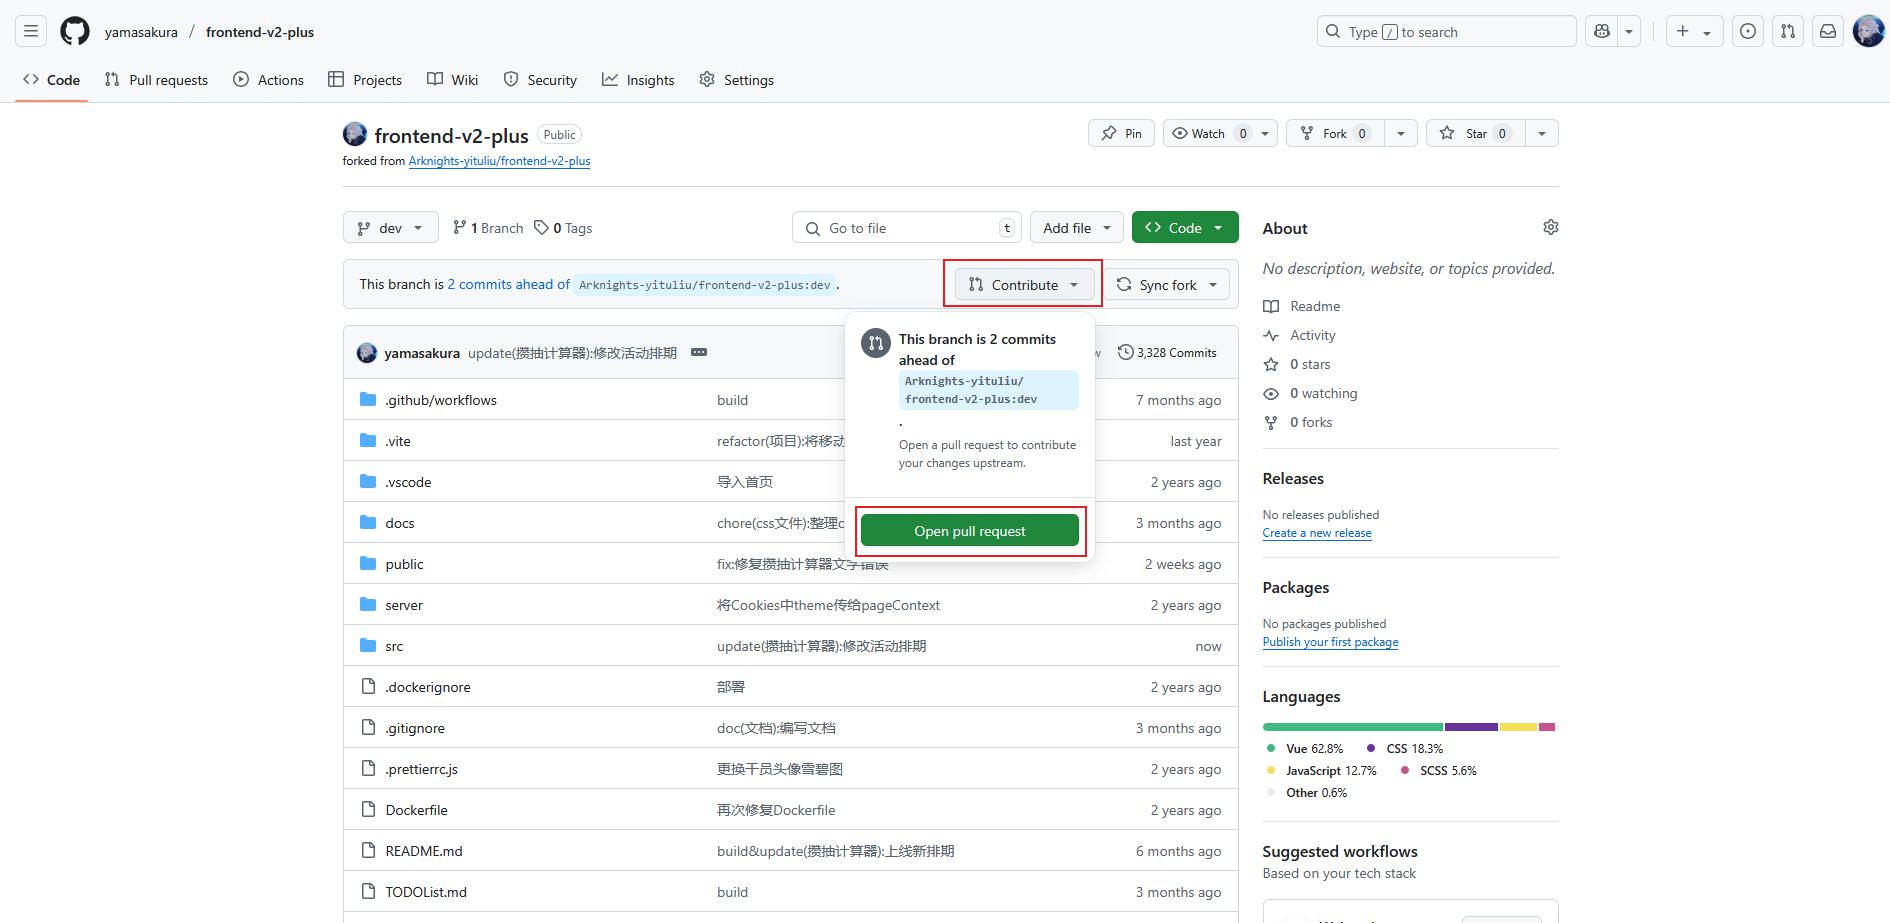 yamasakura / frontend-v2-plus
Type / to search
Code Pull requests Actions Projects Wiki Security Insights Settings
frontend-v2-plus Public
forked from Arknights-yituliu/frontend-v2-plus
Pin Watch 0 Fork 0 Star 0
dev 1 Branch 0 Tags Go to file t Add file Code
This branch is 2 commits ahead of Arknights-yituliu/frontend-v2-plus:dev . Contribute Sync fork
This branch is 2 commits
ahead of
Arknights-yituliu/
frontend-v2-plus:dev
.
Open a pull request to contribute
your changes upstream.
Open pull request
yamasakura update(攒抽计算器):修改活动排期 3,328 Commits
.github/workflows build 7 months ago
.vite refactor(项目):将移动 last year
.vscode 导入首页 2 years ago
docs chore(css文件):整理c 3 months ago
public fix:修复攒抽计算器文字错误 2 weeks ago
server 将Cookies中theme传给pageContext 2 years ago
src update(攒抽计算器):修改活动排期 now
.dockerignore 部署 2 years ago
.gitignore doc(文档):编写文档 3 months ago
.prettierrc.js 更换干员头像雪碧图 2 years ago
Dockerfile 再次修复Dockerfile 2 years ago
README.md build&update(攒抽计算器):上线新排期 6 months ago
TODOList.md build 3 months ago
About
No description, website, or topics provided.
Readme
Activity
0 stars
0 watching
0 forks
Releases
No releases published
Create a new release
Packages
No packages published
Publish your first package
Languages
Vue 62.8% CSS 18.3%
JavaScript 12.7% SCSS 5.6%
Other 0.6%
Suggested workflows
Based on your tech stack